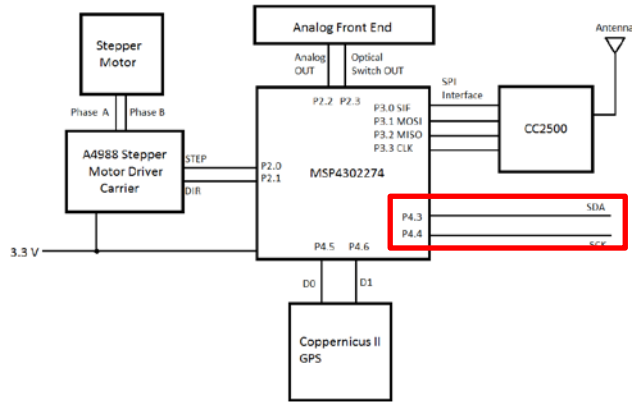 Analog Front End
Antenna
Stepper
Motor
Analog
OUT
Optical
Switch OUT
SPI
Interface
P2.2 P2.3
P3.0 SIF
P3.1 MOSI
P3.2 MISO
P3.3 CLK
CC2500
Phase A
Phase B
A4988 Stepper
Motor Driver
Carrier
STEP
DIR
P2.0
P2.1
MSP4302274
P4.3
SDA
P4.4
SCK
3.3 V
P4.5 P4.6
D0
D1
Coppernicus II
GPS